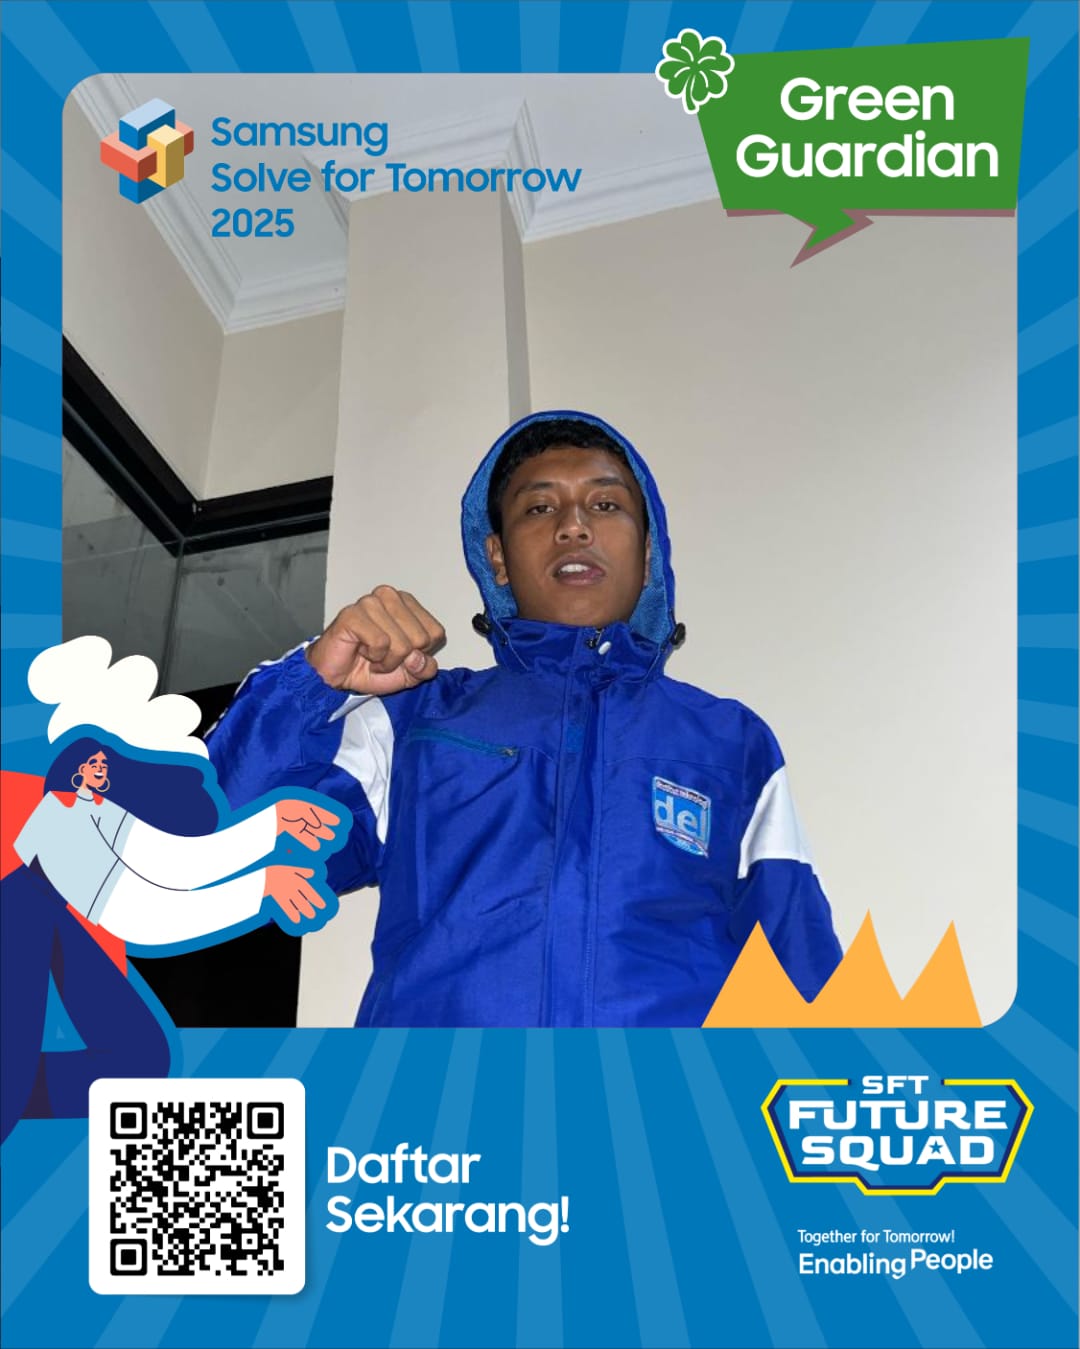 Samsung
Solve for Tomorrow
2025
Green
Guardian
del
Daftar
Sekarang!
SFT
FUTURE
SQUAD
Together for Tomorrow!
Enabling People